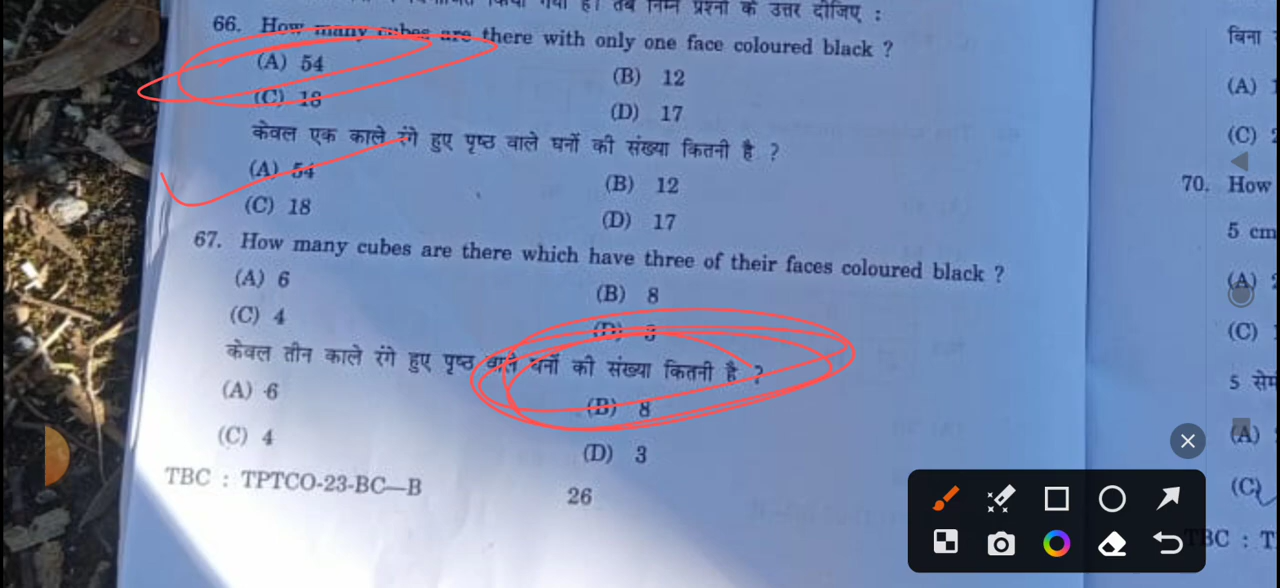 किया गया है। तब निम्न प्रश्नों के उत्तर दीजिए :
66. How many cubes are there with only one face coloured black ?
(A) 54
(B) 12
(C) 18
(D) 17
केवल एक काले रंगे हुए पृष्ठ वाले घनों की संख्या कितनी है ?
(A) 54
(B) 12
(C) 18
(D) 17
67. How many cubes are there which have three of their faces coloured black ?
(A) 6
(B) 8
(C) 4
(D) 3
केवल तीन काले रंगे हुए पृष्ठ वाले घनों की संख्या कितनी है ?
(A) 6
(B) 8
(C) 4
(D) 3
TBC : TPTCO-23-BC—B
26
बिना
(A)
(C)
70. How
5 cm
(A)
(C)
5
(A)
(C)
TBC : T